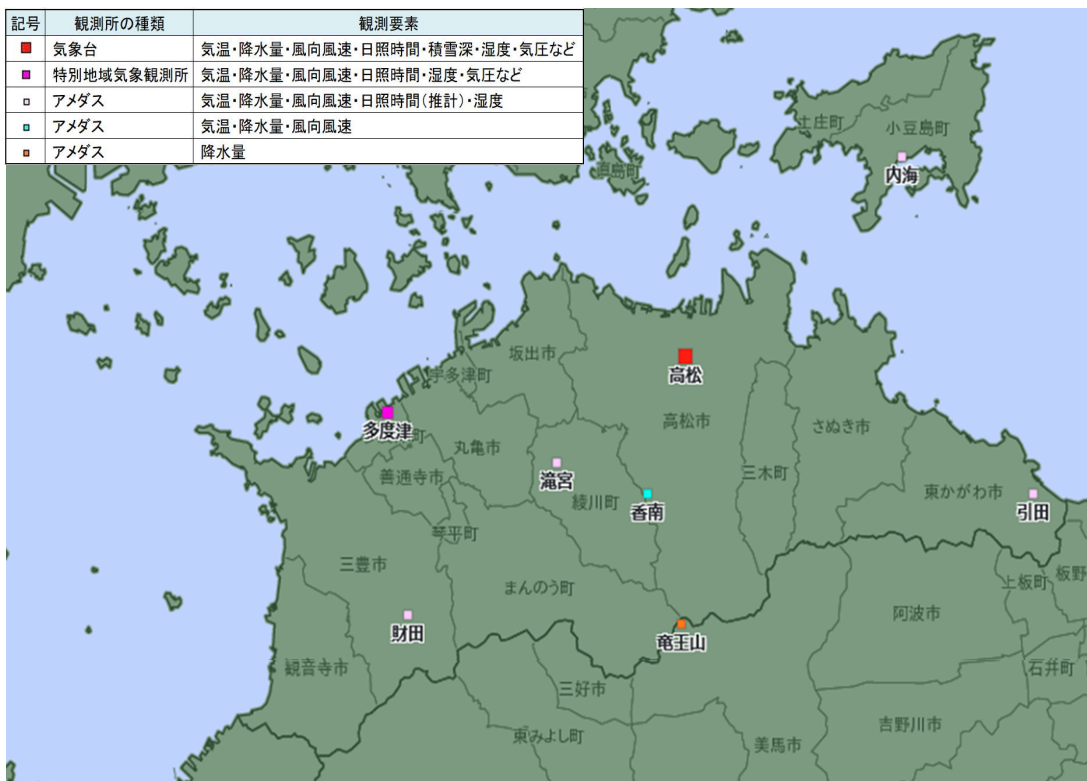 記号 観測所の種類 観測要素
気象台 気温・降水量・風向風速・日照時間・積雪深・湿度・気圧など
特別地域気象観測所 気温・降水量・風向風速・日照時間・湿度・気圧など
アメダス 気温・降水量・風向風速・日照時間(推計)・湿度
アメダス 気温・降水量・風向風速
アメダス 降水量
土庄町
小豆島町
直島町
内海
坂出市
高松
宇多津町
高松市
多度津
町
丸亀市
さぬき市
滝宮
三木町
善通寺市
綾川町
香南
東かがわ市
引田
琴平町
三豊市
まんのう町
上板町
板野
阿波市
財田
竜王山
観音寺市
三好市
石井町
東みよし町
美馬市
吉野川市